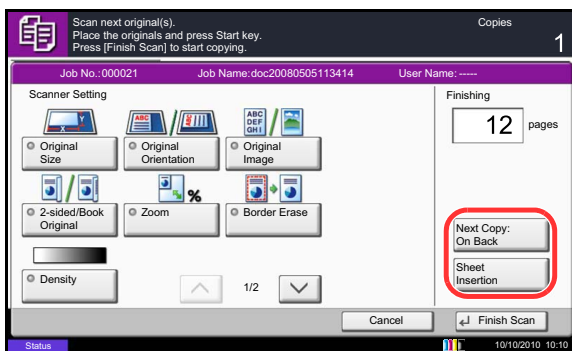 Scan next original(s).
Place the originals and press Start key.
Press [Finish Scan] to start copying.
Copies
1
Job No.:000021
Job Name:doc20080505113414
User Name: -----
Scanner Setting
Finishing
12 pages
X
Y
ABC
ABC
DEF
GHI
Original
Size
Original
Orientation
Original
Image
%
2-sided/Book
Original
Zoom
Border Erase
Next Copy:
On Back
Sheet
Insertion
Density
1/2
Cancel
Finish Scan
Status
10/10/2010 10:10